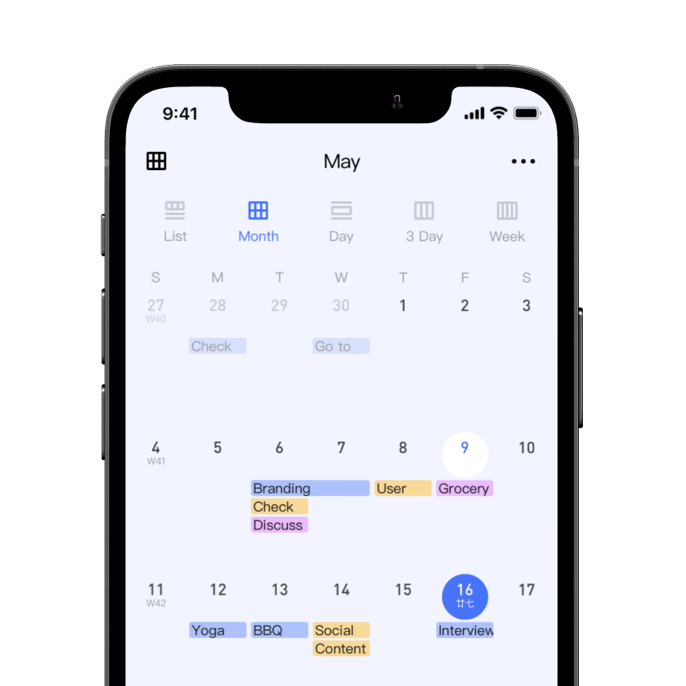 9:41
May
List Month Day 3 Day Week
S M T W T F S
27 28 29 30 1 2 3
W40
Check Go to
4 5 6 7 8 9 10
W41
Branding User Grocery
Check
Discuss
11 12 13 14 15 16 17
W42 廿七
Yoga BBQ Social Interview
Content